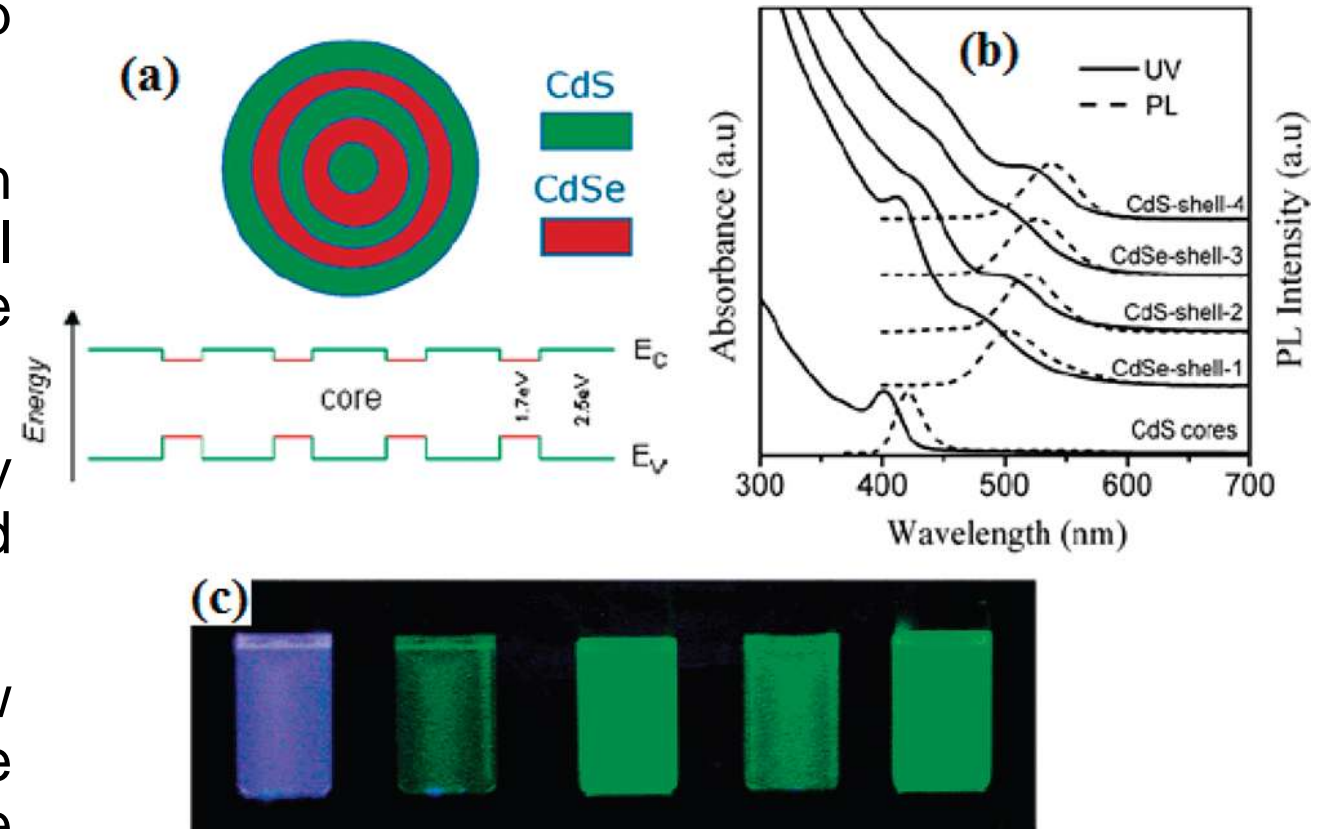 (a)
CdS
CdSe
Energy
core
1.7eV
2.5eV
E_C
E_V
(b)
UV
PL
Absorbance (a.u)
PL Intensity (a.u)
CdS-shell-4
CdSe-shell-3
CdS-shell-2
CdSe-shell-1
CdS cores
300 400 500 600 700
Wavelength (nm)
(c)